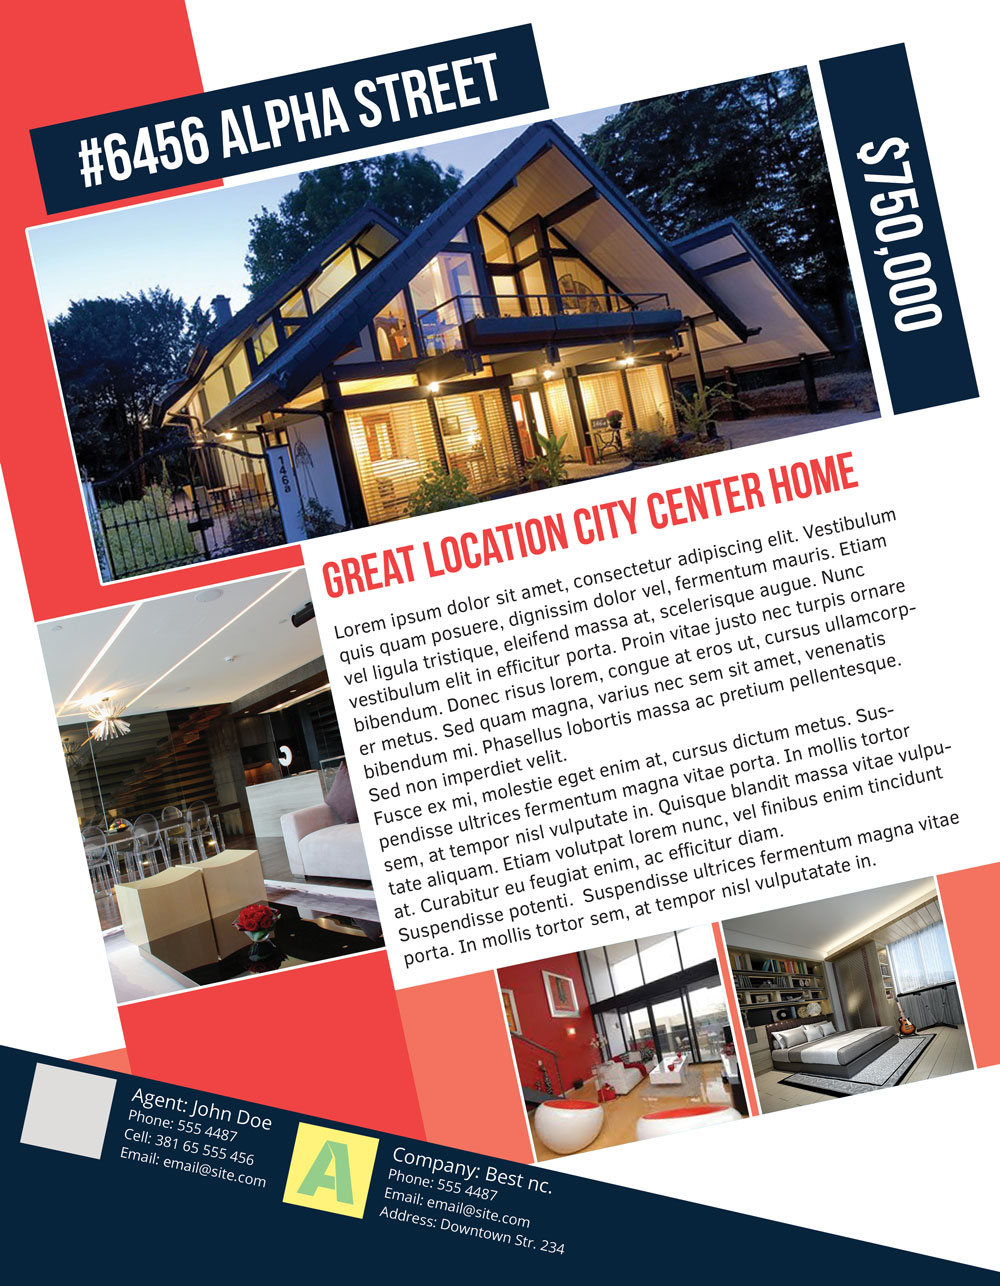 #6456 ALPHA STREET
$750,000
146a
GREAT LOCATION CITY CENTER HOME
Lorem ipsum dolor sit amet, consectetur adipiscing elit. Vestibulum
quis quam posuere, dignissim dolor vel, fermentum mauris. Etiam
vel ligula tristique, eleifend massa at, scelerisque augue. Nunc
vestibulum elit in efficitur porta. Proin vitae justo nec turpis ornare
bibendum. Donec risus lorem, congue at eros ut, cursus ullamcorp-
er metus. Sed quam magna, varius nec sem sit amet, venenatis
bibendum mi. Phasellus lobortis massa ac pretium pellentesque.
Sed non imperdiet velit.
Fusce ex mi, molestie eget enim at, cursus dictum metus. Sus-
pendisse ultrices fermentum magna vitae porta. In mollis tortor
sem, at tempor nisl vulputate in. Quisque blandit massa vitae vulpu-
tate aliquam. Etiam volutpat lorem nunc, vel finibus enim tincidunt
at. Curabitur eu feugiat enim, ac efficitur diam.
Suspendisse potenti. Suspendisse ultrices fermentum magna vitae
porta. In mollis tortor sem, at tempor nisl vulputatate in.
Agent: John Doe
Phone: 555 4487
Cell: 381 65 555 456
Email: email@site.com
A
Company: Best nc.
Phone: 555 4487
Email: email@site.com
Address: Downtown Str. 234